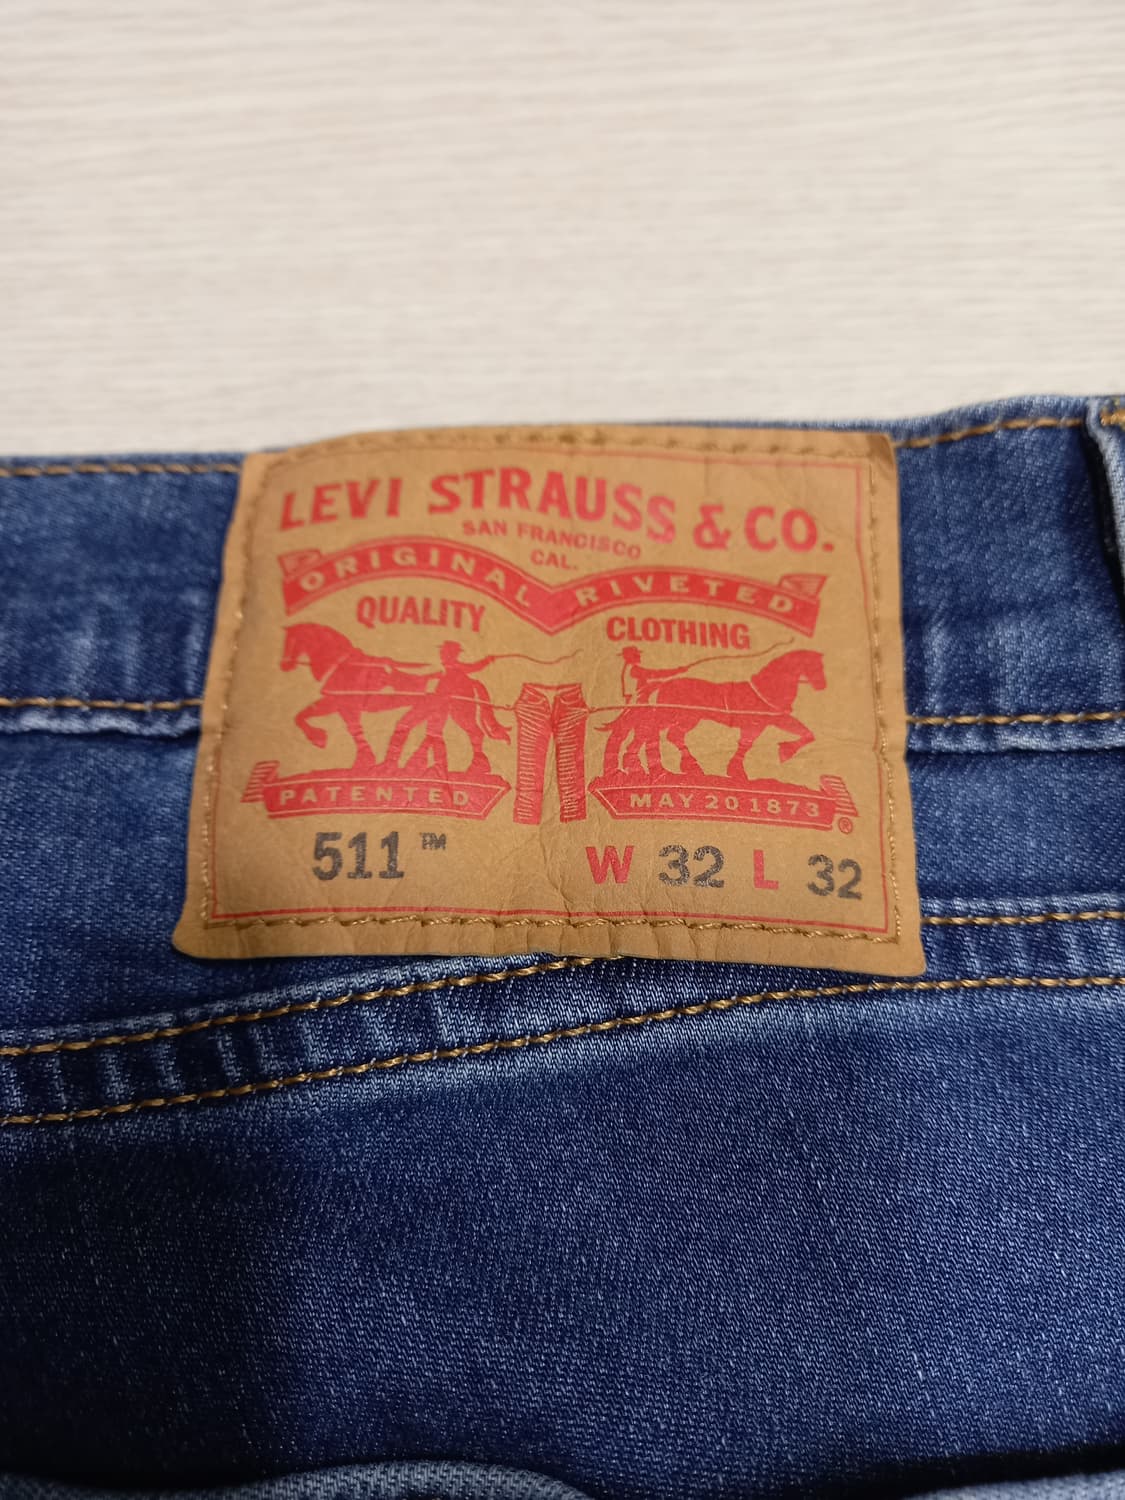 LEVI STRAUSS & CO.
SAN FRANCISCO
CAL.
ORIGINAL RIVETED
QUALITY CLOTHING
PATENTED MAY 20 1873 ®
511™ W 32 L 32